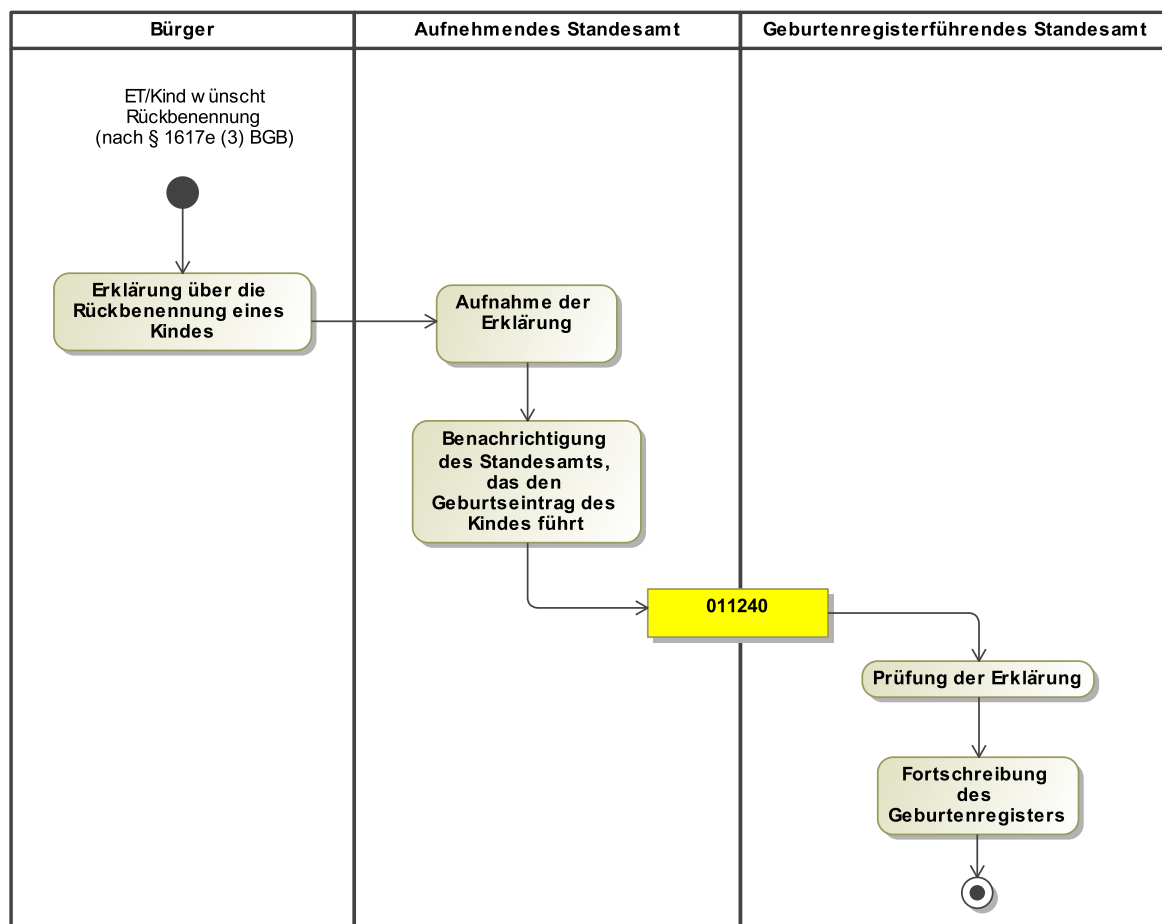 Bürger
Aufnehmendes Standesamt
Geburtenregisterführendes Standesamt
ET/Kind wünscht
Rückbenennung
(nach § 1617e (3) BGB)
Erklärung über die
Rückbenennung eines
Kindes
Aufnahme der
Erklärung
Benachrichtigung
des Standesamts,
das den
Geburtseintrag des
Kindes führt
011240
Prüfung der Erklärung
Fortschreibung
des
Geburtenregisters